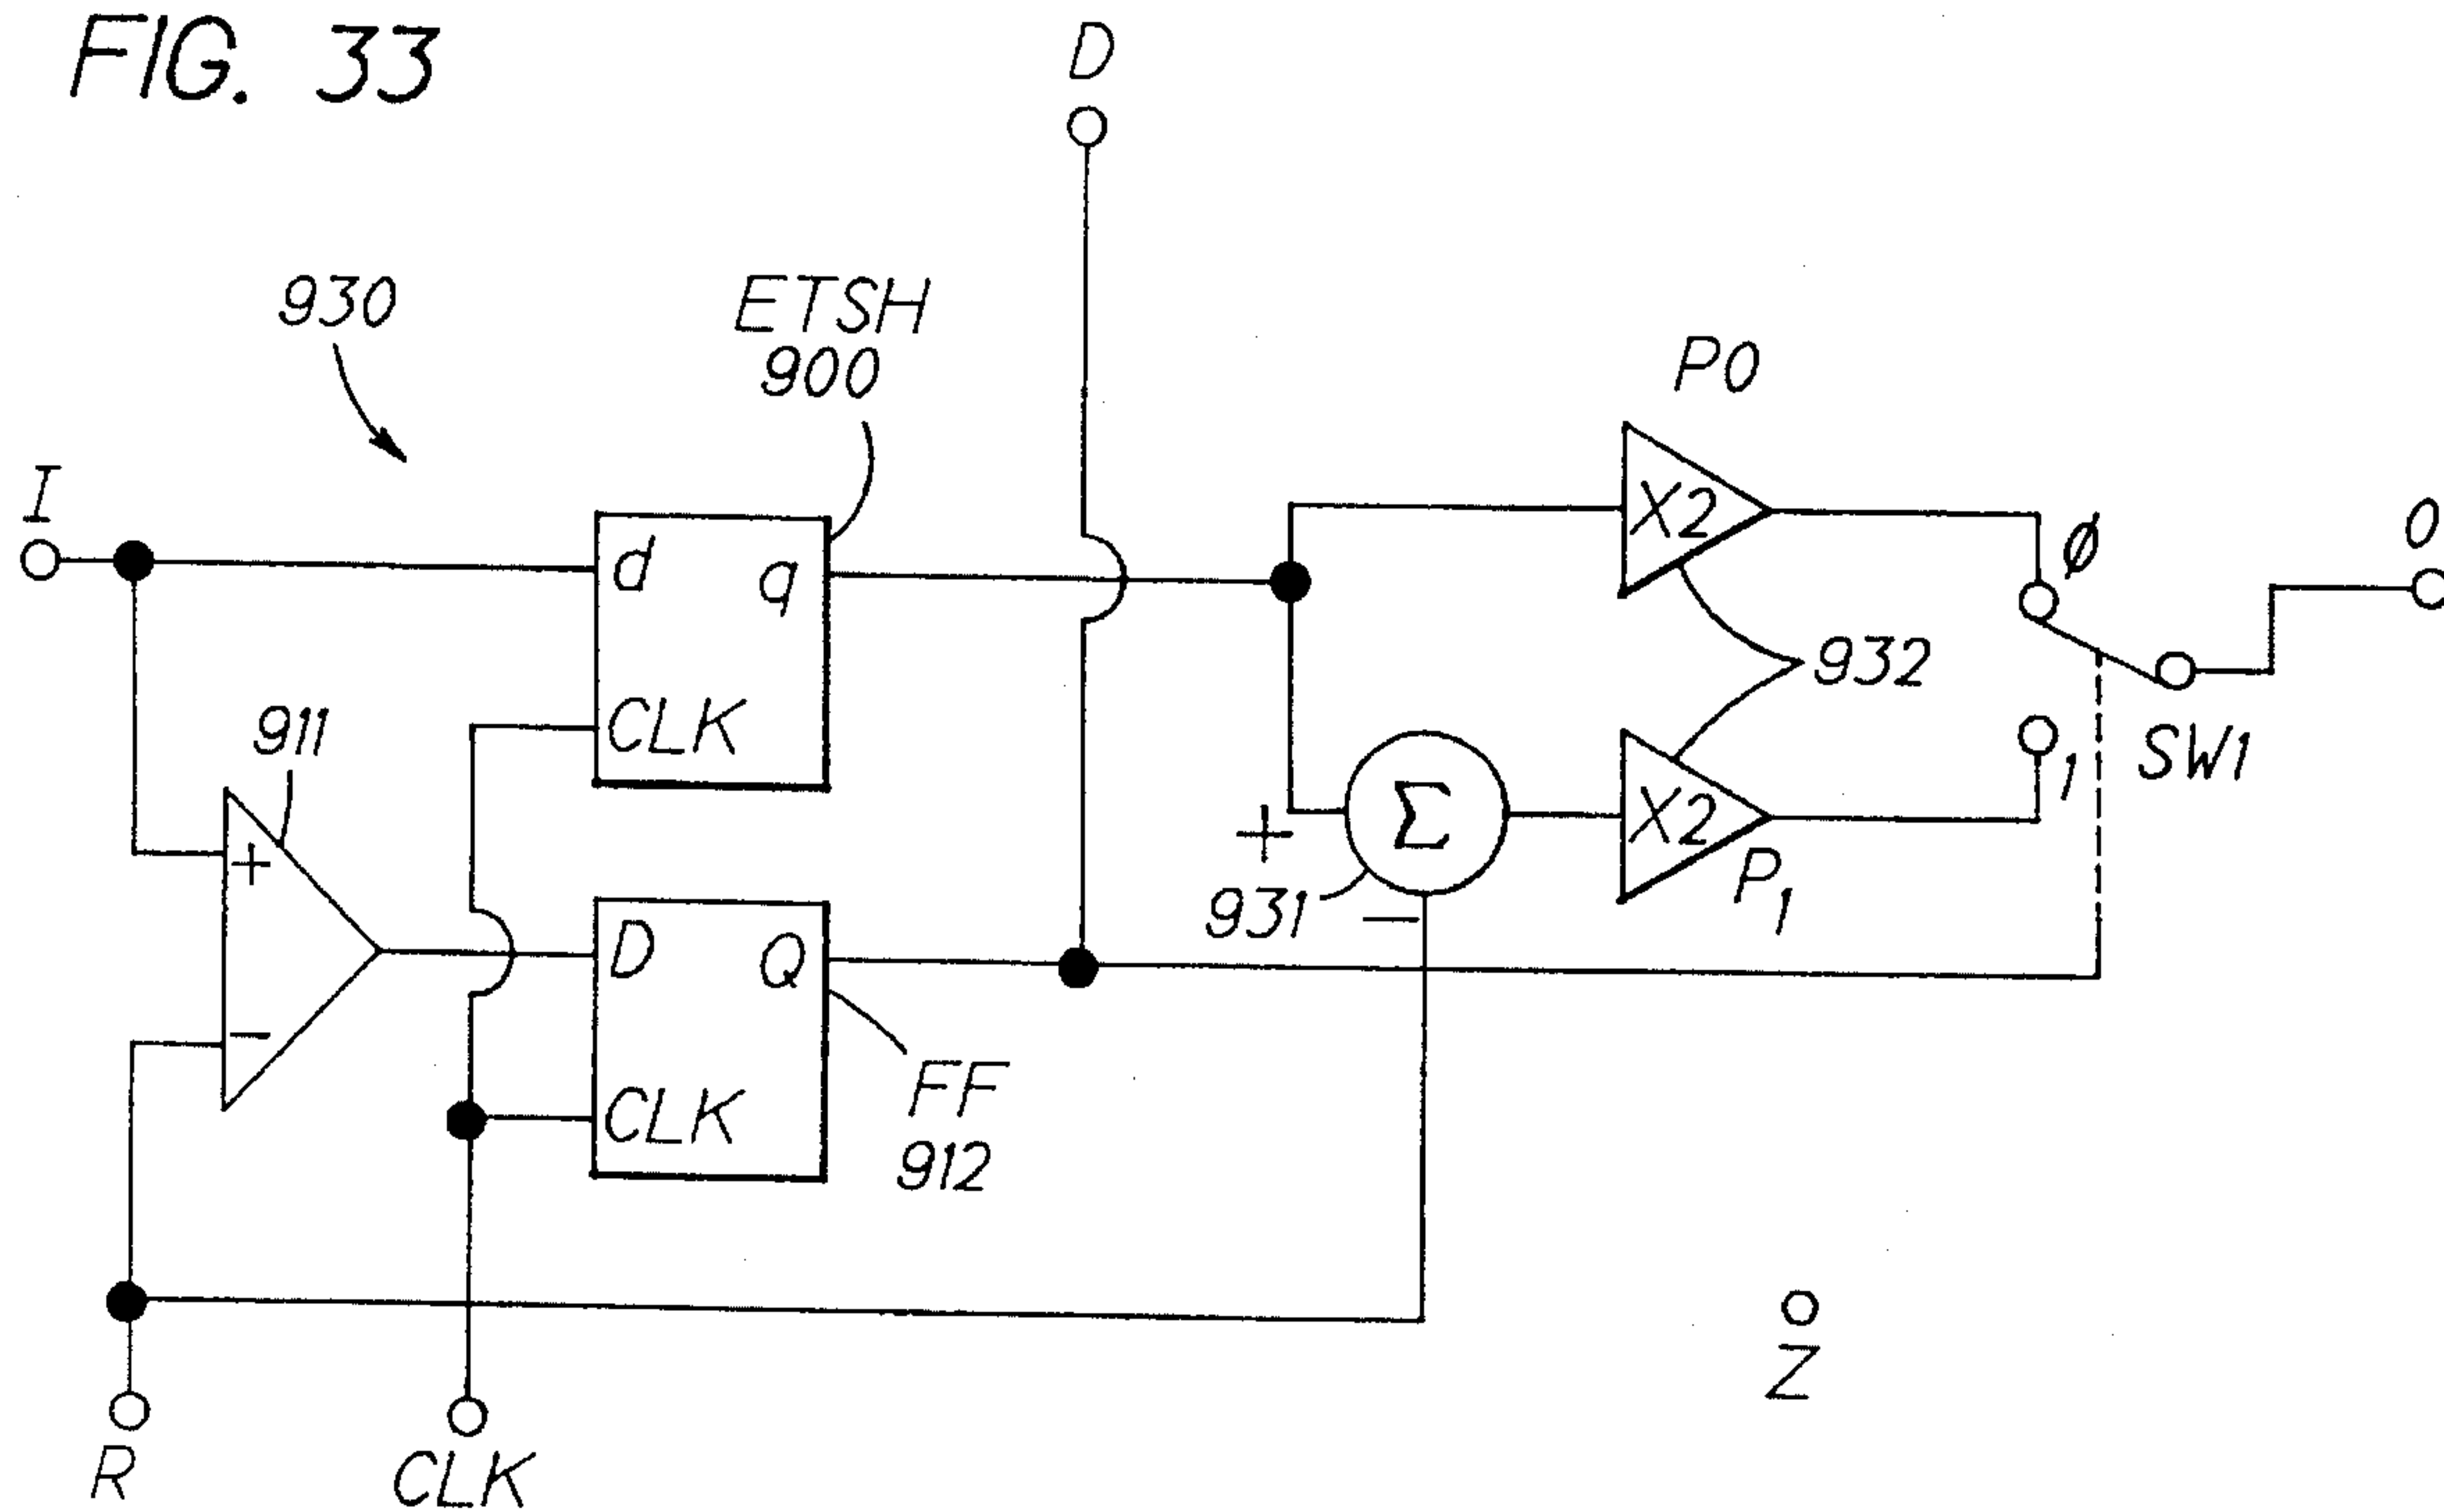 FIG. 33
D
930
ETSH
900
P0
I
X2
Ø
O
d
q
932
CLK
911
SW1
1
+
Σ
X2
+
P1
931
−
D
Q
−
FF
CLK
912
Z
R
CLK